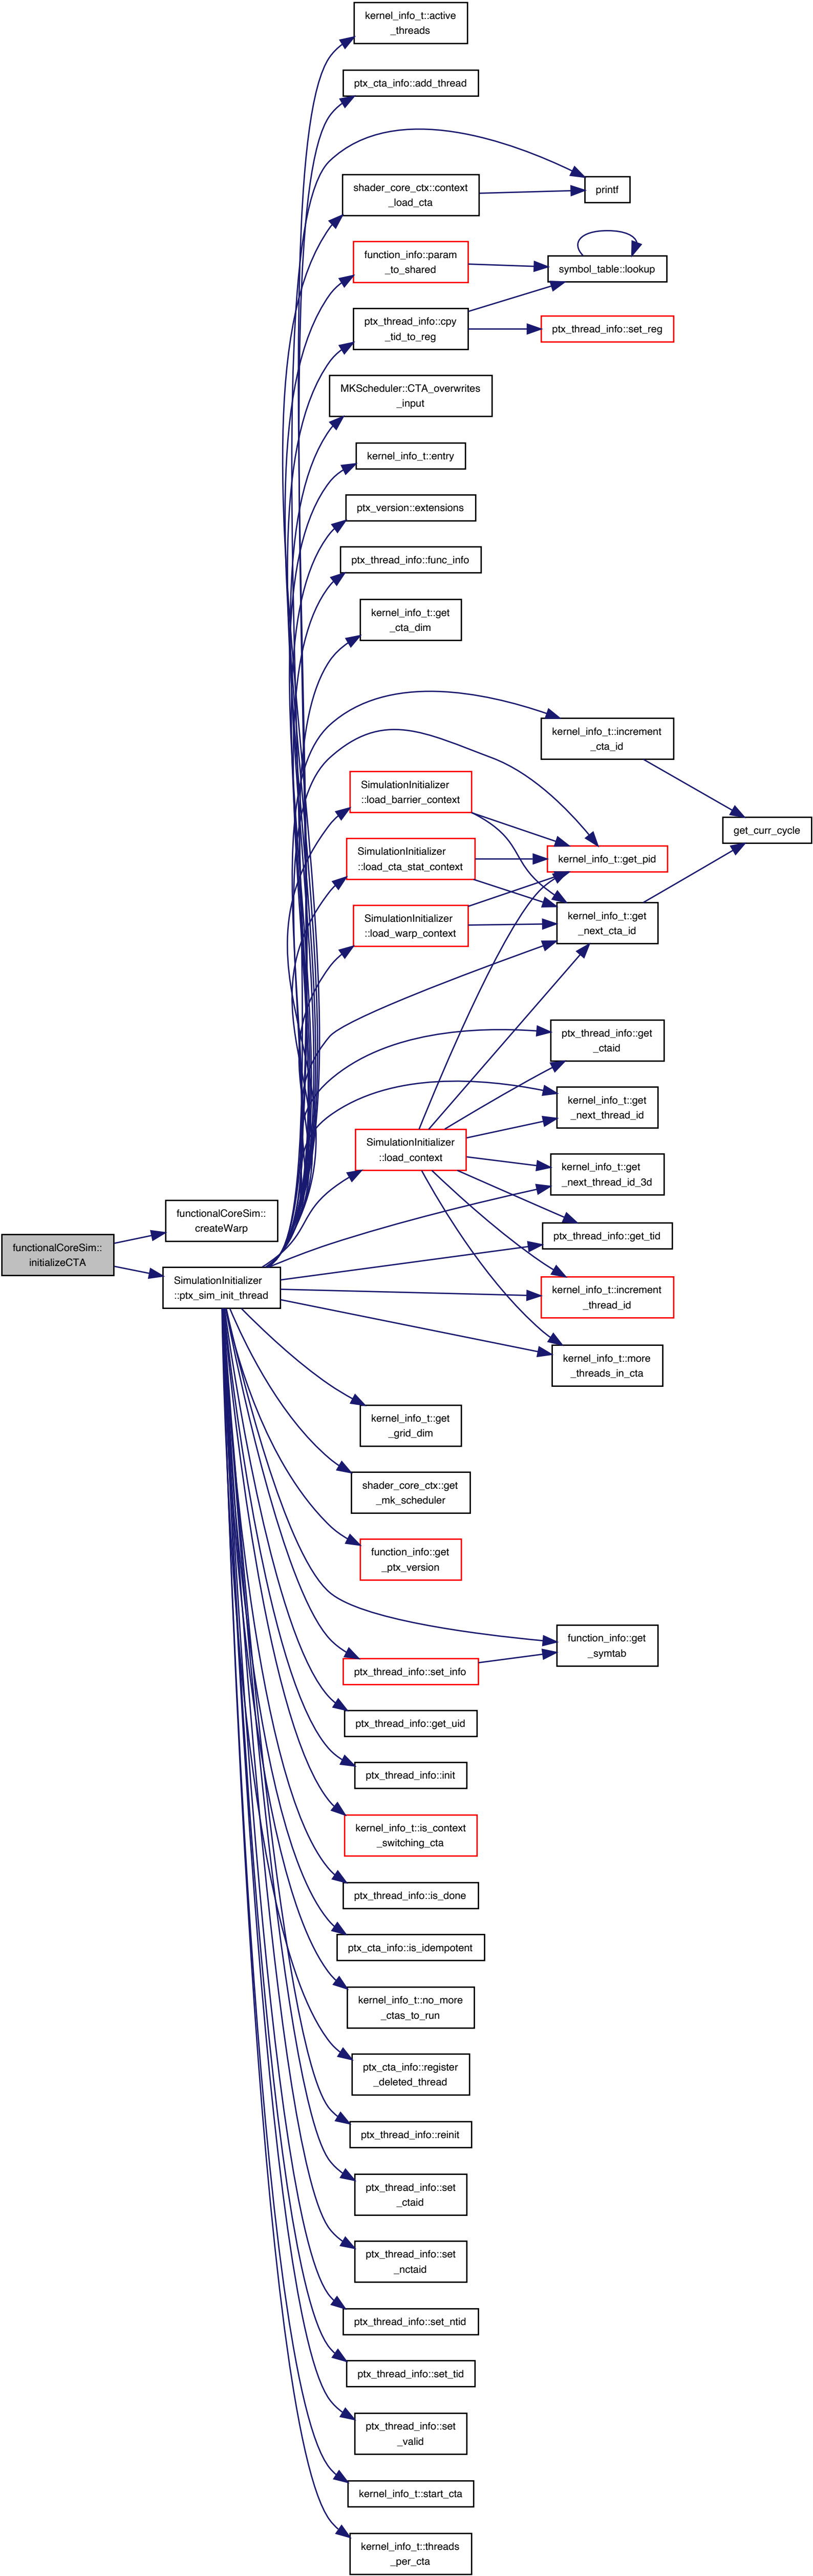 kernel_info_t::active
_threads
ptx_cta_info::add_thread
printf
shader_core_ctx::context
_load_cta
function_info::param
_to_shared
symbol_table::lookup
ptx_thread_info::cpy
_tid_to_reg
ptx_thread_info::set_reg
MKScheduler::CTA_overwrites
_input
kernel_info_t::entry
ptx_version::extensions
ptx_thread_info::func_info
kernel_info_t::get
_cta_dim
kernel_info_t::increment
_cta_id
SimulationInitializer
::load_barrier_context
get_curr_cycle
SimulationInitializer
::load_cta_stat_context
kernel_info_t::get_pid
SimulationInitializer
::load_warp_context
kernel_info_t::get
_next_cta_id
ptx_thread_info::get
_ctaid
kernel_info_t::get
_next_thread_id
SimulationInitializer
::load_context
kernel_info_t::get
_next_thread_id_3d
functionalCoreSim::
createWarp
ptx_thread_info::get_tid
functionalCoreSim::
initializeCTA
SimulationInitializer
::ptx_sim_init_thread
kernel_info_t::increment
_thread_id
kernel_info_t::more
_threads_in_cta
kernel_info_t::get
_grid_dim
shader_core_ctx::get
_mk_scheduler
function_info::get
_ptx_version
function_info::get
_symtab
ptx_thread_info::set_info
ptx_thread_info::get_uid
ptx_thread_info::init
kernel_info_t::is_context
_switching_cta
ptx_thread_info::is_done
ptx_cta_info::is_idempotent
kernel_info_t::no_more
_ctas_to_run
ptx_cta_info::register
_deleted_thread
ptx_thread_info::reinit
ptx_thread_info::set
_ctaid
ptx_thread_info::set
_nctaid
ptx_thread_info::set_ntid
ptx_thread_info::set_tid
ptx_thread_info::set
_valid
kernel_info_t::start_cta
kernel_info_t::threads
_per_cta